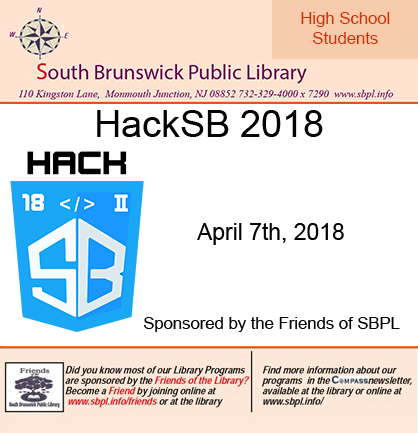 N
W E
S
High School
Students
South Brunswick Public Library
110 Kingston Lane, Monmouth Junction, NJ 08852 732-329-4000 x 7290 www.sbpl.info
HackSB 2018
HACK
18 </> II
SB
April 7th, 2018
Sponsored by the Friends of SBPL
Friends
South Brunswick Public Library
Did you know most of our Library Programs
are sponsored by the Friends of the Library?
Become a Friend by joining online at
www.sbpl.info/friends or at the library
Find more information about our
programs in the COMPASS newsletter,
available at the library or online at
www.sbpl.info/